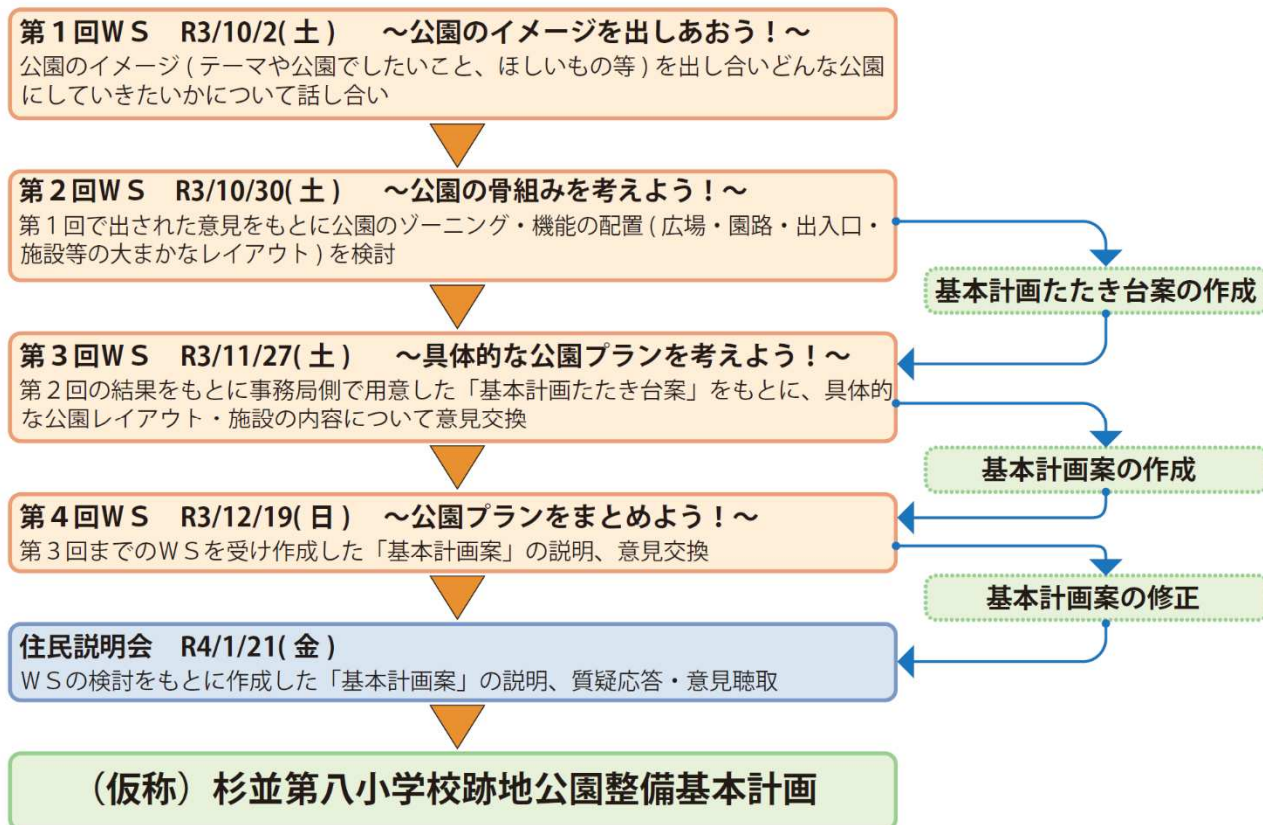 第1回WS R3/10/2(土) ～公園のイメージを出しあおう！～
公園のイメージ(テーマや公園でしたいこと、ほしいもの等)を出し合いどんな公園
にしていきたいかについて話し合い
第2回WS R3/10/30(土) ～公園の骨組みを考えよう！～
第1回で出された意見をもとに公園のゾーニング・機能の配置(広場・園路・出入口・
施設等の大まかなレイアウト)を検討
基本計画たたき台案の作成
第3回WS R3/11/27(土) ～具体的な公園プランを考えよう！～
第2回の結果をもとに事務局側で用意した「基本計画たたき台案」をもとに、具体的
な公園レイアウト・施設の内容について意見交換
基本計画案の作成
第4回WS R3/12/19(日) ～公園プランをまとめよう！～
第3回までのWSを受け作成した「基本計画案」の説明、意見交換
基本計画案の修正
住民説明会 R4/1/21(金)
WSの検討をもとに作成した「基本計画案」の説明、質疑応答・意見聴取
（仮称）杉並第八小学校跡地公園整備基本計画